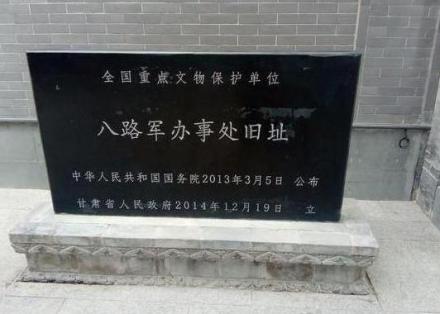 全国重点文物保护单位
八路军办事处旧址
中华人民共和国国务院2013年3月5日 公布
甘肃省人民政府2014年12月19日 立